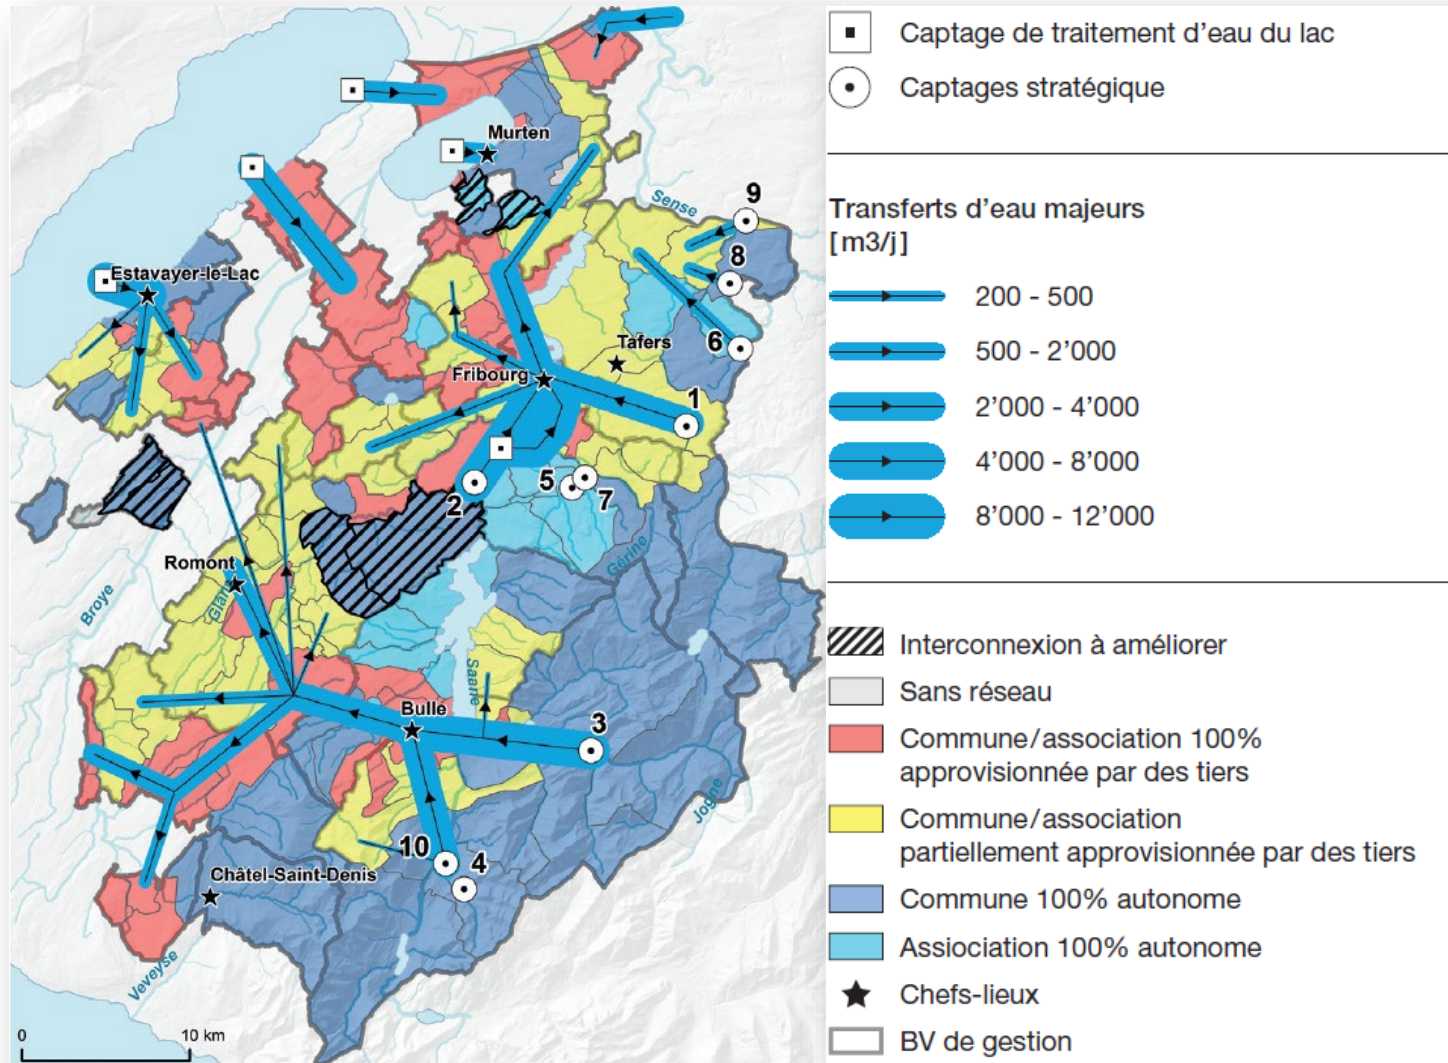 Murten
Sense
9
8
Estavayer-le-Lac
6
Tafers
Fribourg
1
5
7
2
Gérine
Romont
Glane
Broye
Saane
Bulle
3
Jogne
10
4
Châtel-Saint-Denis
Veveyse
0
10 km
Captage de traitement d'eau du lac
Captages stratégique
Transferts d'eau majeurs
[m3/j]
200 - 500
500 - 2'000
2'000 - 4'000
4'000 - 8'000
8'000 - 12'000
Interconnexion à améliorer
Sans réseau
Commune/association 100%
approvisionnée par des tiers
Commune/association
partiellement approvisionnée par des tiers
Commune 100% autonome
Assiociation 100% autonome
Chefs-lieux
BV de gestion